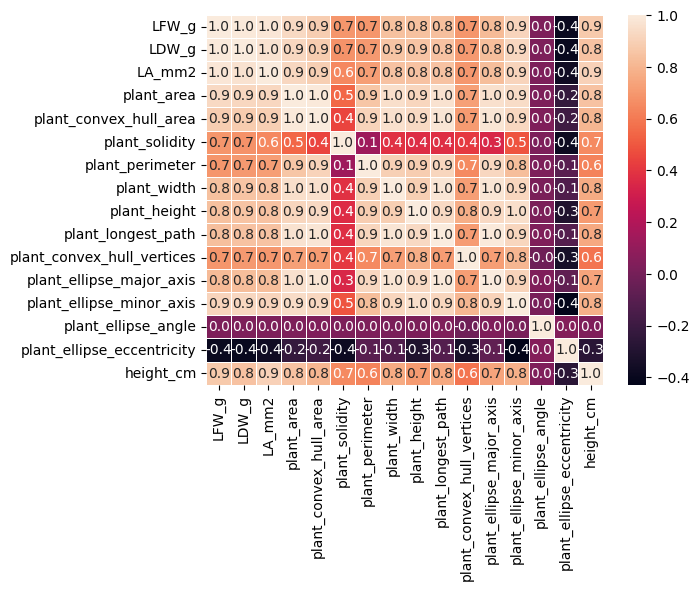 LFW_g 1.0 1.0 1.0 0.9 0.9 0.7 0.7 0.8 0.8 0.8 0.7 0.8 0.9 0.0 -0.4 0.9
LDW_g 1.0 1.0 1.0 0.9 0.9 0.7 0.7 0.9 0.9 0.8 0.7 0.8 0.9 0.0 -0.4 0.8
LA_mm2 1.0 1.0 1.0 0.9 0.9 0.6 0.7 0.8 0.8 0.8 0.7 0.8 0.9 0.0 -0.4 0.9
plant_area 0.9 0.9 0.9 1.0 1.0 0.5 0.9 1.0 0.9 1.0 0.7 1.0 0.9 0.0 -0.2 0.8
plant_convex_hull_area 0.9 0.9 0.9 1.0 1.0 0.4 0.9 1.0 0.9 1.0 0.7 1.0 0.9 0.0 -0.2 0.8
plant_solidity 0.7 0.7 0.6 0.5 0.4 1.0 0.1 0.4 0.4 0.4 0.4 0.3 0.5 0.0 -0.4 0.7
plant_perimeter 0.7 0.7 0.7 0.9 0.9 0.1 1.0 0.9 0.9 0.9 0.7 0.9 0.8 0.0 -0.1 0.6
plant_width 0.8 0.9 0.8 1.0 1.0 0.4 0.9 1.0 0.9 1.0 0.7 1.0 0.9 0.0 -0.1 0.8
plant_height 0.8 0.9 0.8 0.9 0.9 0.4 0.9 0.9 1.0 0.9 0.8 0.9 1.0 0.0 -0.3 0.7
plant_longest_path 0.8 0.8 0.8 1.0 1.0 0.4 0.9 1.0 0.9 1.0 0.7 1.0 0.9 0.0 -0.1 0.8
plant_convex_hull_vertices 0.7 0.7 0.7 0.7 0.7 0.4 0.7 0.7 0.8 0.7 1.0 0.7 0.8 -0.0 -0.3 0.6
plant_ellipse_major_axis 0.8 0.8 0.8 1.0 1.0 0.3 0.9 1.0 0.9 1.0 0.7 1.0 0.9 0.0 -0.1 0.7
plant_ellipse_minor_axis 0.9 0.9 0.9 0.9 0.9 0.5 0.8 0.9 1.0 0.9 0.8 0.9 1.0 0.0 -0.4 0.8
plant_ellipse_angle 0.0 0.0 0.0 0.0 0.0 0.0 0.0 0.0 0.0 0.0 -0.0 0.0 0.0 1.0 0.0 0.0
plant_ellipse_eccentricity -0.4 -0.4 -0.4 -0.2 -0.2 -0.4 -0.1 -0.1 -0.3 -0.1 -0.3 -0.1 -0.4 0.0 1.0 -0.3
height_cm 0.9 0.8 0.9 0.8 0.8 0.7 0.6 0.8 0.7 0.8 0.6 0.7 0.8 0.0 -0.3 1.0
LFW_g
LDW_g
LA_mm2
plant_area
plant_convex_hull_area
plant_solidity
plant_perimeter
plant_width
plant_height
plant_longest_path
plant_convex_hull_vertices
plant_ellipse_major_axis
plant_ellipse_minor_axis
plant_ellipse_angle
plant_ellipse_eccentricity
height_cm
1.0
0.8
0.6
0.4
0.2
0.0
−0.2
−0.4